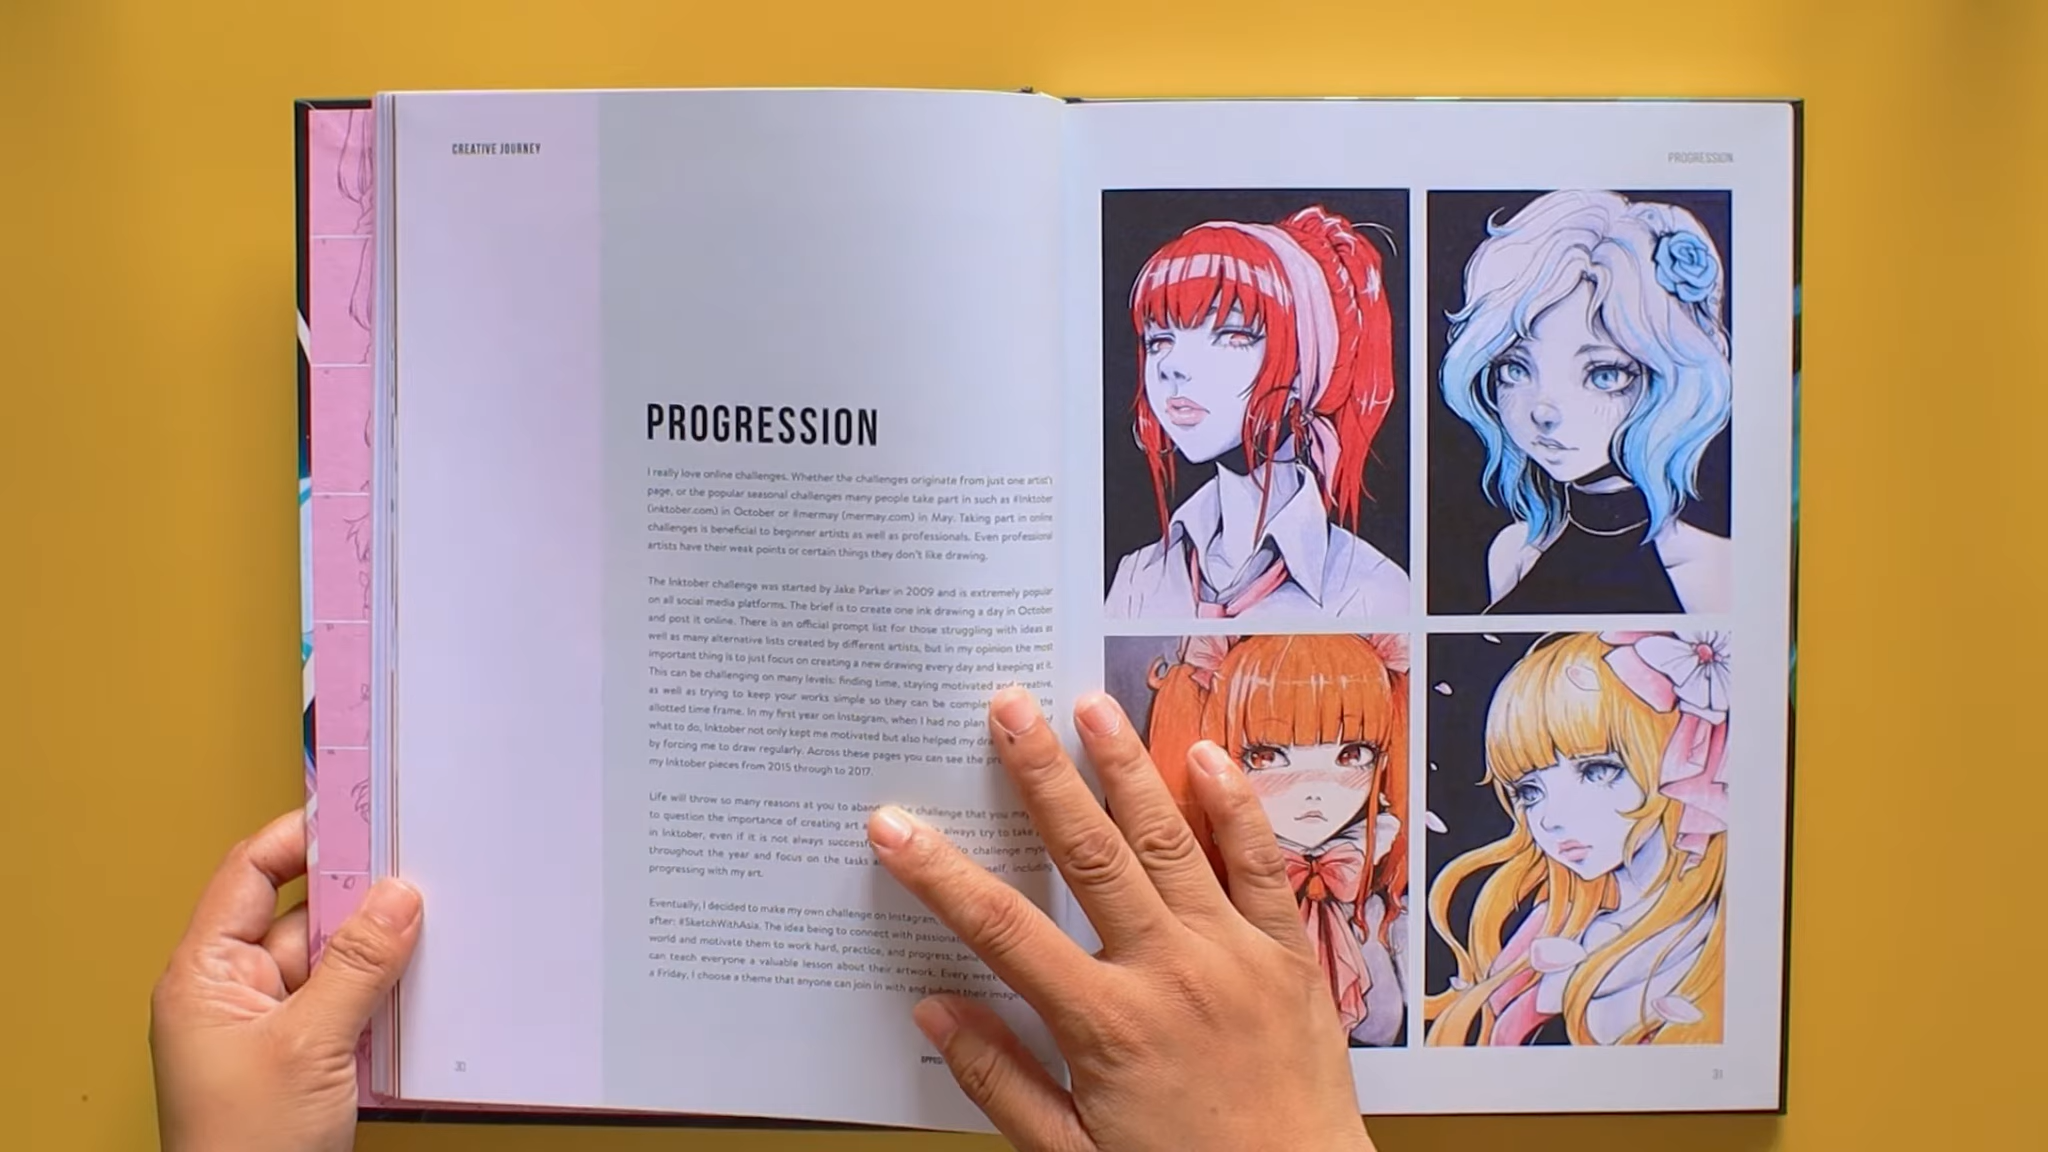 CREATIVE JOURNEY
PROGRESSION
I really love online challenges. Whether the challenges originate from just one artist's
page, or the popular seasonal challenges many people take part in such as #Inktober
(inktober.com) in October or #mermay (mermay.com) in May. Taking part in online
challenges is beneficial to beginner artists as well as professionals. Even professional
artists have their weak points or certain things they don't like drawing.
The Inktober challenge was started by Jake Parker in 2009 and is extremely popular
on all social media platforms. The brief is to create one ink drawing a day in October
and post it online. There is an official prompt list for those struggling with ideas as
well as many alternative lists created by different artists, but in my opinion the most
important thing is to just focus on creating a new drawing every day and keeping at it.
This can be challenging on many levels: finding time, staying motivated and creative,
as well as trying to keep your works simple so they can be the
allotted time frame. In my first year on Instagram, when I had no plan of
what to do, Inktober not only kept me motivated but also helped my
by forcing me to draw regularly. Across these pages you can see the
my Inktober pieces from 2015 through to 2017.
Life will throw so many reasons at you to challenge that you
to question the importance of creating art always try to take
in Inktober, even if it is not always challenge
throughout the year and focus on the tasks including
progressing with my art.
Eventually, I decided to make my own challenge on Instagram,
after: #SketchWithAsia. The idea being to connect with
world and motivate them to work hard, practice, and progress;
can teach everyone a valuable lesson about their artwork. Every week
a Friday, I choose a theme that anyone can join in with and submit their
30
PROGRESSION
31